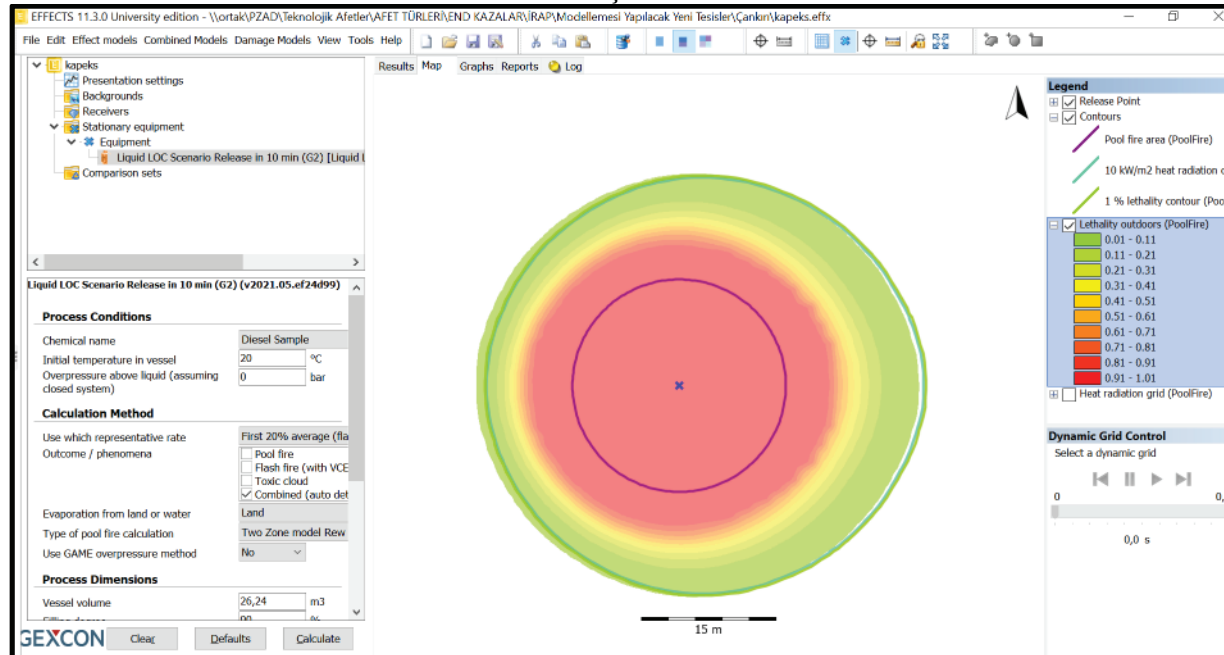 EFFECTS 11.3.0 University edition - \\ortak\PZAD\Teknolojik Afetler\AFET TÜRLERİ\END KAZALAR\İRAP\Modellemesi Yapılacak Yeni Tesisler\Çankırı\kapeks.effx
File Edit Effect models Combined Models Damage Models View Tools Help
kapeks
Presentation settings
Backgrounds
Receivers
Stationary equipment
Equipment
Liquid LOC Scenario Release in 10 min (G2) [Liquid L
Comparison sets
Liquid LOC Scenario Release in 10 min (G2) (v2021.05.ef24d99)
Process Conditions
Chemical name Diesel Sample
Initial temperature in vessel 20 °C
Overpressure above liquid (assuming closed system) 0 bar
Calculation Method
Use which representative rate First 20% average (fla
Outcome / phenomena Pool fire
Flash fire (with VCE
Toxic cloud
Combined (auto det
Evaporation from land or water Land
Type of pool fire calculation Two Zone model Rew
Use GAME overpressure method No
Process Dimensions
Vessel volume 26,24 m3
GEXCON Clear Defaults Calculate
Results Map Graphs Reports Log
15 m
Legend
Release Point
Contours
Pool fire area (PoolFire)
10 kW/m2 heat radiation c
1 % lethality contour (Poo
Lethality outdoors (PoolFire)
0.01 - 0.11
0.11 - 0.21
0.21 - 0.31
0.31 - 0.41
0.41 - 0.51
0.51 - 0.61
0.61 - 0.71
0.71 - 0.81
0.81 - 0.91
0.91 - 1.01
Heat radiation grid (PoolFire)
Dynamic Grid Control
Select a dynamic grid
0 0,
0,0 s